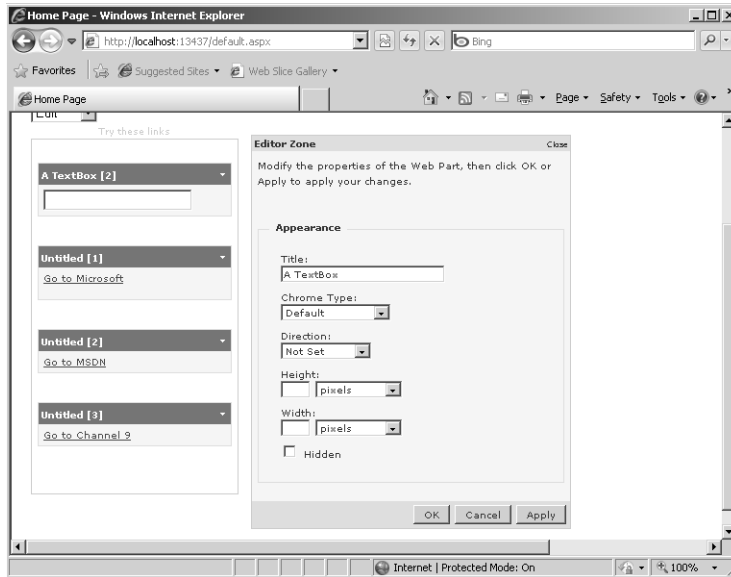 Home Page - Windows Internet Explorer
http://localhost:13437/default.aspx
Bing
Favorites
Suggested Sites
Web Slice Gallery
Home Page
Page
Safety
Tools
Edit
Try these links
A TextBox [2]
Untitled [1]
Go to Microsoft
Untitled [2]
Go to MSDN
Untitled [3]
Go to Channel 9
Editor Zone
Close
Modify the properties of the Web Part, then click OK or
Apply to apply your changes.
Appearance
Title:
A TextBox
Chrome Type:
Default
Direction:
Not Set
Height:
pixels
Width:
pixels
Hidden
OK
Cancel
Apply
Internet | Protected Mode: On
100%